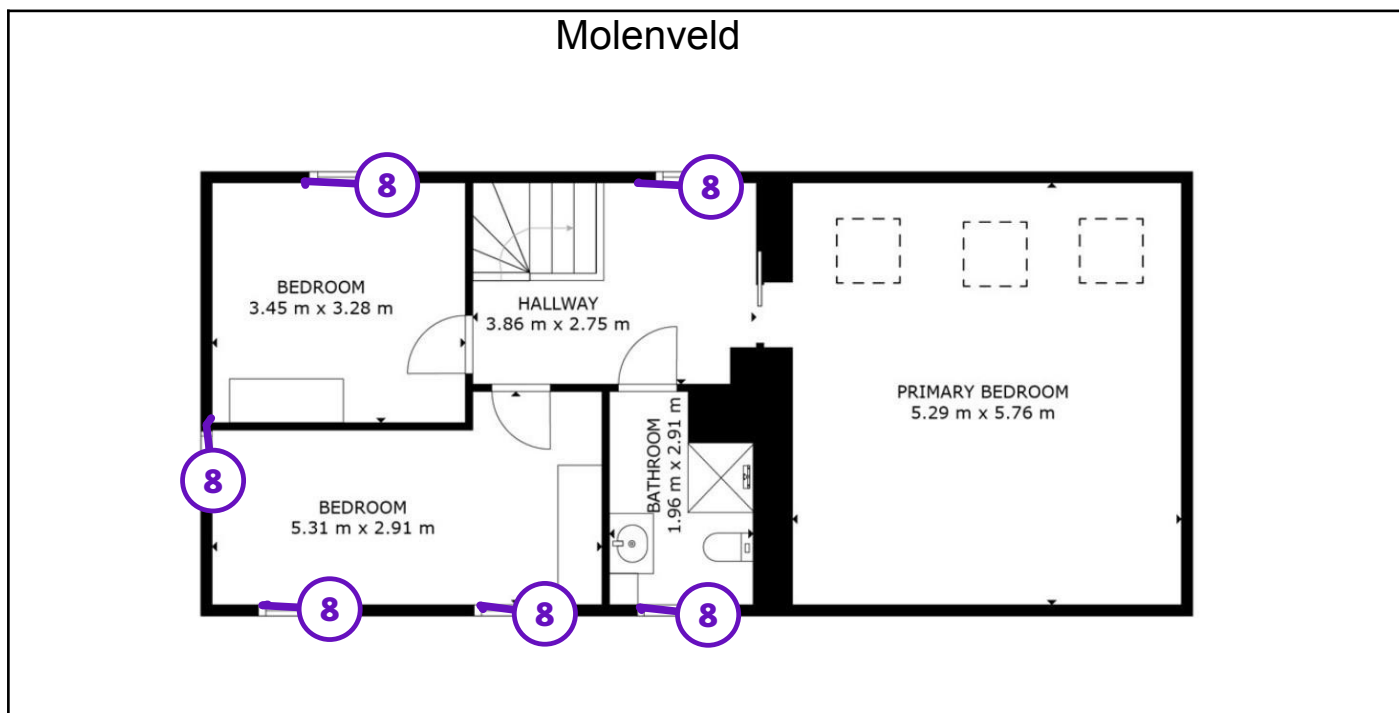 Molenveld
8
8
BEDROOM
3.45 m x 3.28 m
HALLWAY
3.86 m x 2.75 m
PRIMARY BEDROOM
5.29 m x 5.76 m
BATHROOM
1.96 m x 2.91 m
8
BEDROOM
5.31 m x 2.91 m
8
8
8